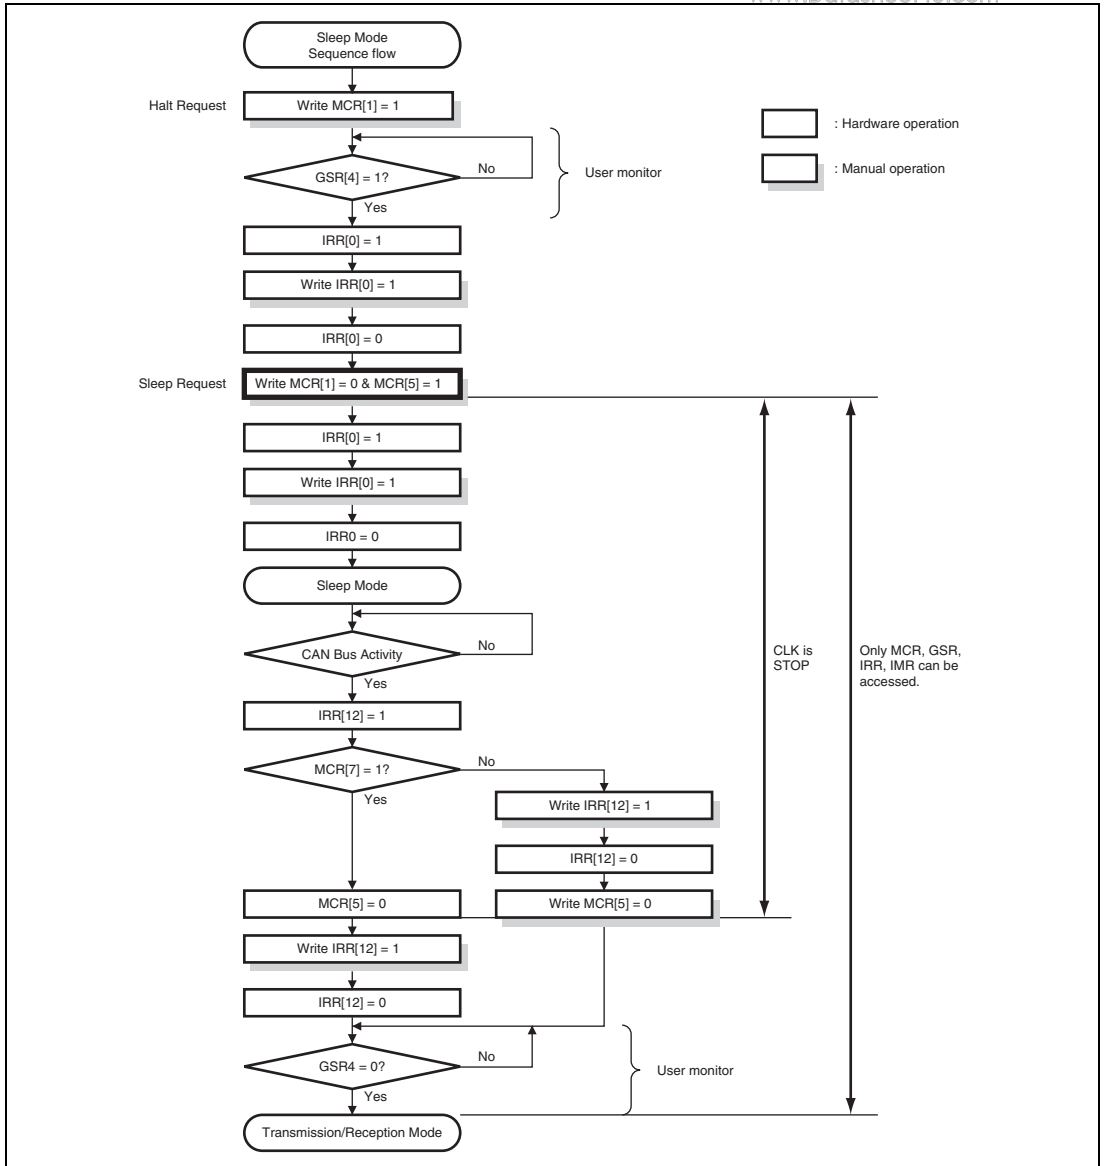 Sleep Mode
Sequence flow
Halt Request
Write MCR[1] = 1
: Hardware operation
: Manual operation
GSR[4] = 1?
No
User monitor
Yes
IRR[0] = 1
Write IRR[0] = 1
IRR[0] = 0
Sleep Request
Write MCR[1] = 0 & MCR[5] = 1
IRR[0] = 1
Write IRR[0] = 1
IRR0 = 0
Sleep Mode
CAN Bus Activity
No
CLK is
STOP
Only MCR, GSR,
IRR, IMR can be
accessed.
Yes
IRR[12] = 1
MCR[7] = 1?
No
Yes
Write IRR[12] = 1
IRR[12] = 0
MCR[5] = 0
Write MCR[5] = 0
Write IRR[12] = 1
IRR[12] = 0
GSR4 = 0?
No
User monitor
Yes
Transmission/Reception Mode